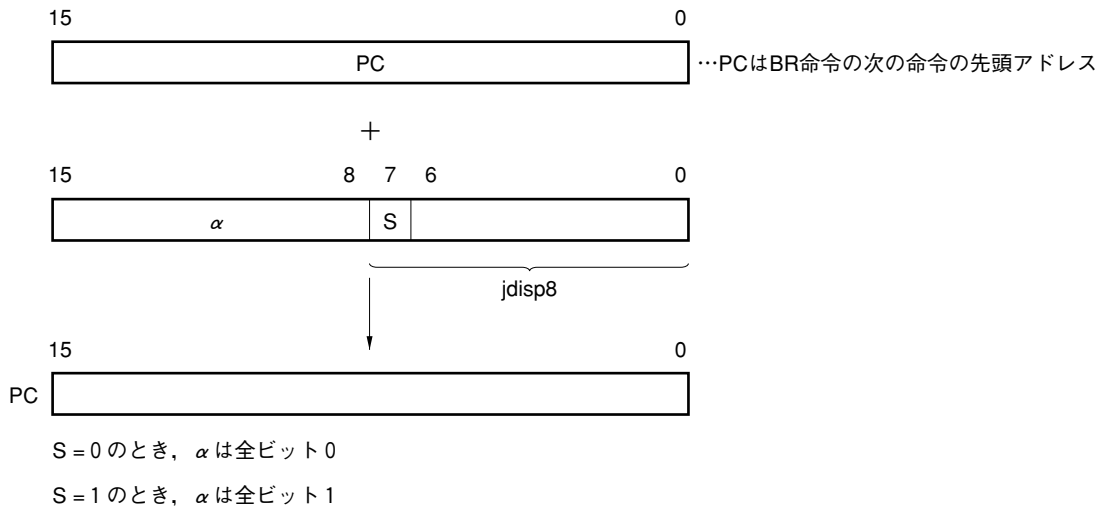 15 0
PC …PCはBR命令の次の命令の先頭アドレス
+
15 8 7 6 0
α S
jdisp8
15 0
PC
S = 0 のとき，α は全ビット 0
S = 1 のとき，α は全ビット 1